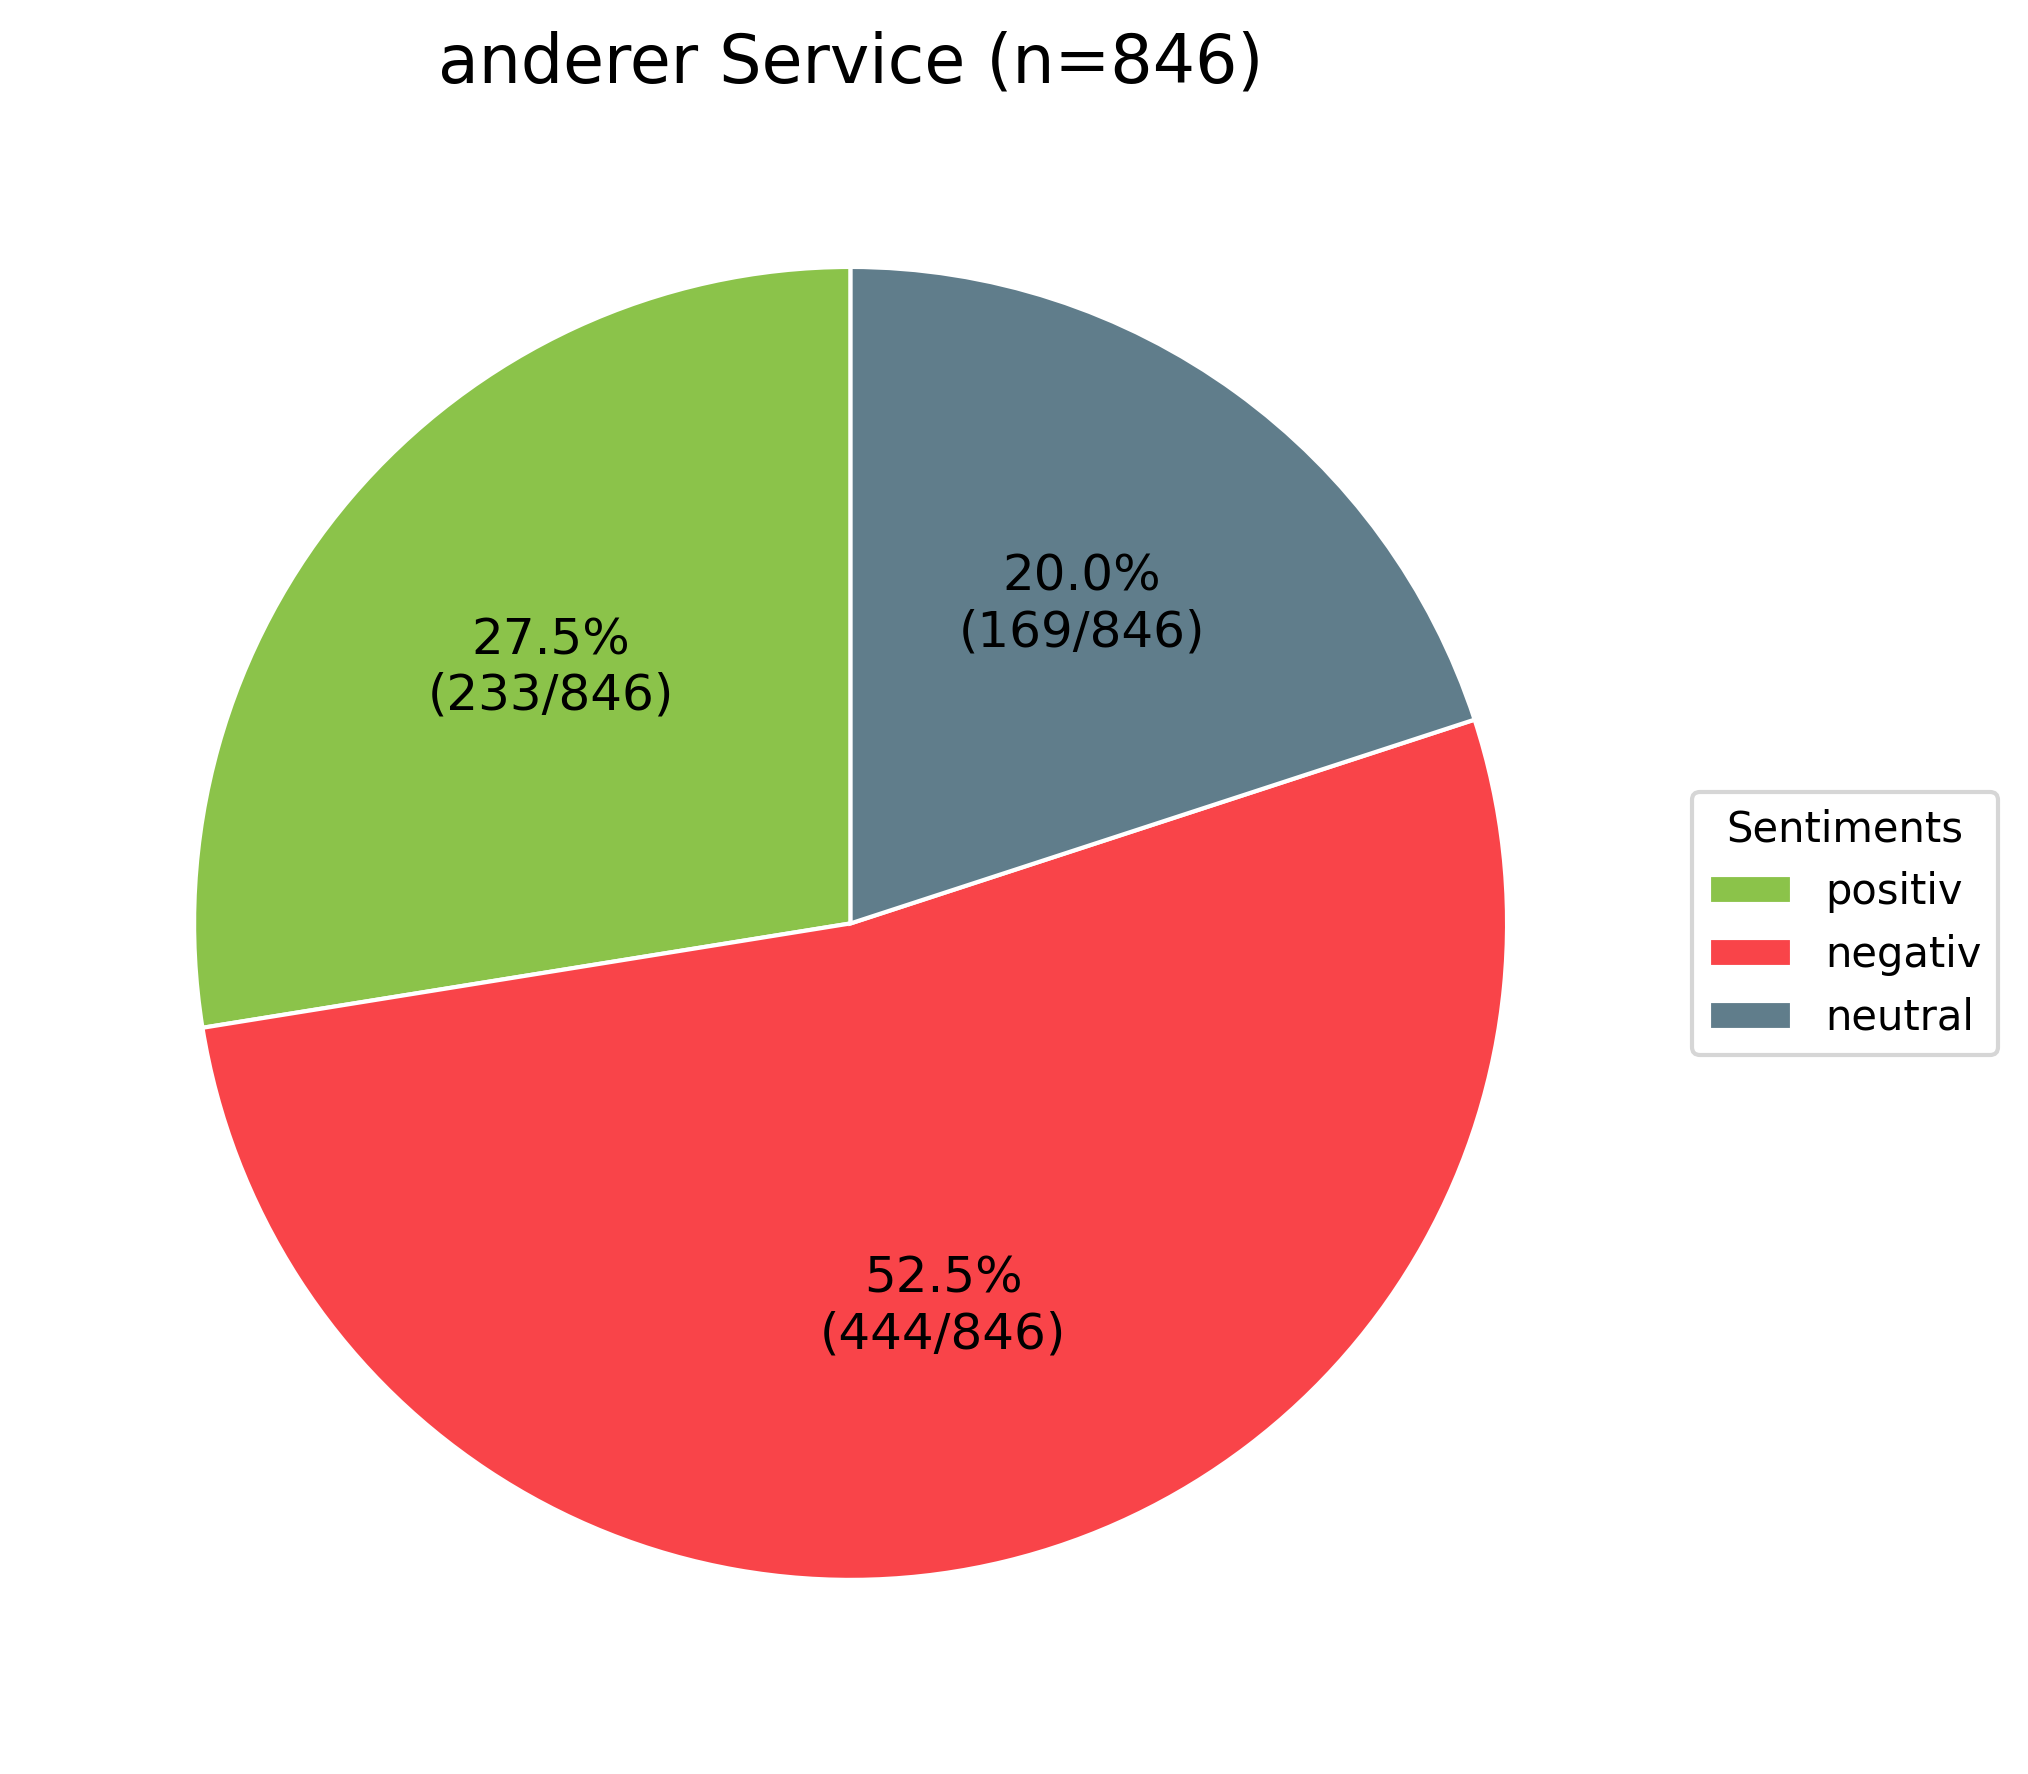 anderer Service (n=846)
20.0%
(169/846)
27.5%
(233/846)
52.5%
(444/846)
Sentiments
positiv
negativ
neutral